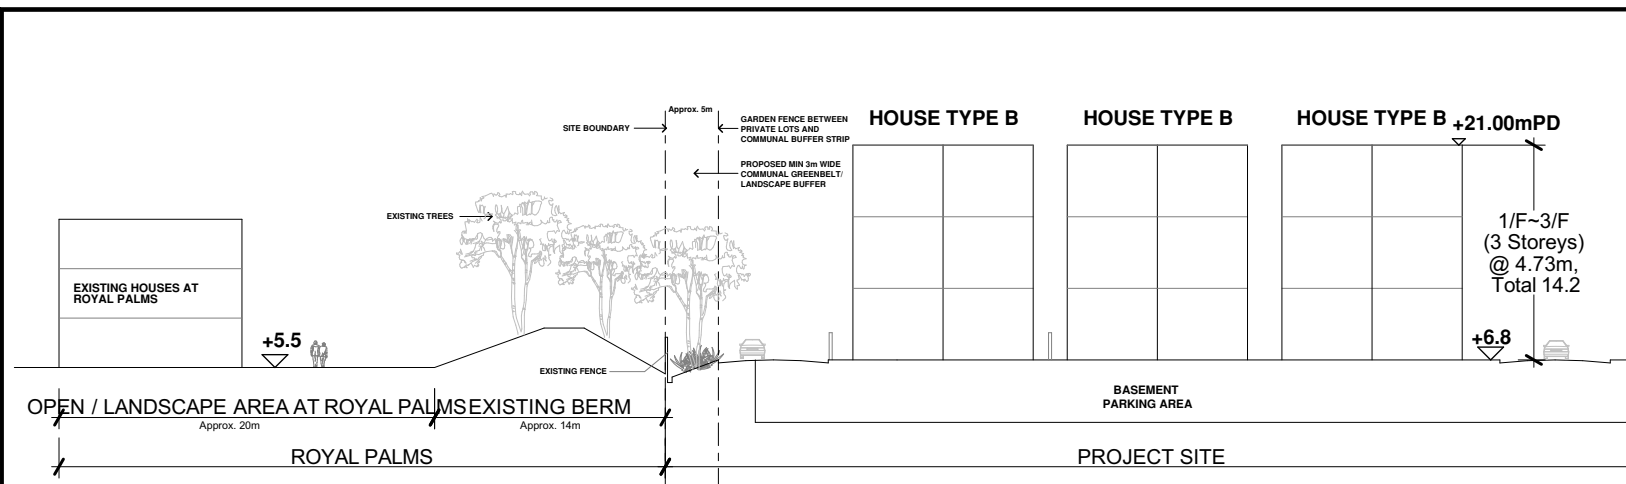 Approx. 5m
SITE BOUNDARY
GARDEN FENCE BETWEEN
PRIVATE LOTS AND
COMMUNAL BUFFER STRIP
HOUSE TYPE B
HOUSE TYPE B
HOUSE TYPE B
+21.00mPD
PROPOSED MIN 3m WIDE
COMMUNAL GREENBELT/
LANDSCAPE BUFFER
EXISTING TREES
1/F~3/F
(3 Storeys)
@ 4.73m,
Total 14.2
EXISTING HOUSES AT
ROYAL PALMS
+5.5
+6.8
EXISTING FENCE
BASEMENT
PARKING AREA
OPEN / LANDSCAPE AREA AT ROYAL PALMS
EXISTING BERM
Approx. 20m
Approx. 14m
ROYAL PALMS
PROJECT SITE